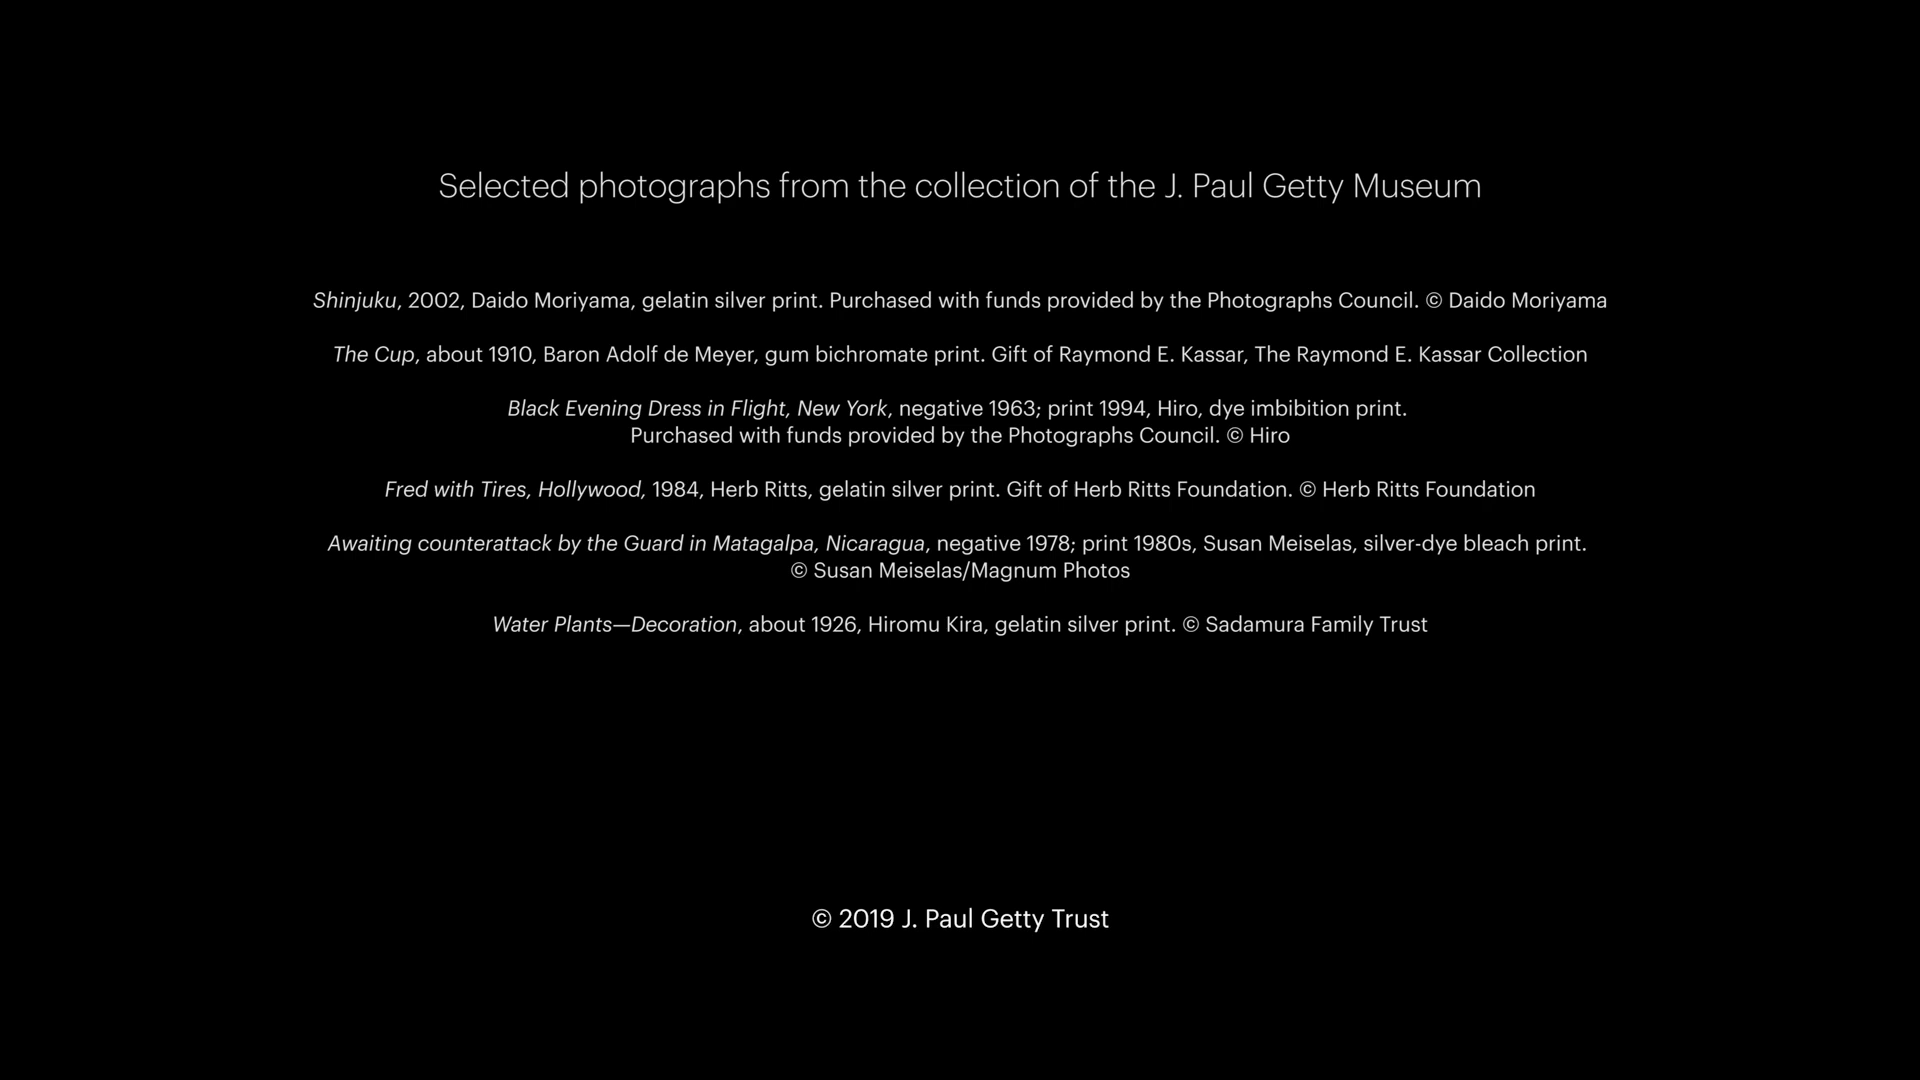 Selected photographs from the collection of the J. Paul Getty Museum
Shinjuku, 2002, Daido Moriyama, gelatin silver print. Purchased with funds provided by the Photographs Council. © Daido Moriyama
The Cup, about 1910, Baron Adolf de Meyer, gum bichromate print. Gift of Raymond E. Kassar, The Raymond E. Kassar Collection
Black Evening Dress in Flight, New York, negative 1963; print 1994, Hiro, dye imbibition print.
Purchased with funds provided by the Photographs Council. © Hiro
Fred with Tires, Hollywood, 1984, Herb Ritts, gelatin silver print. Gift of Herb Ritts Foundation. © Herb Ritts Foundation
Awaiting counterattack by the Guard in Matagalpa, Nicaragua, negative 1978; print 1980s, Susan Meiselas, silver-dye bleach print.
© Susan Meiselas/Magnum Photos
Water Plants—Decoration, about 1926, Hiromu Kira, gelatin silver print. © Sadamura Family Trust
© 2019 J. Paul Getty Trust